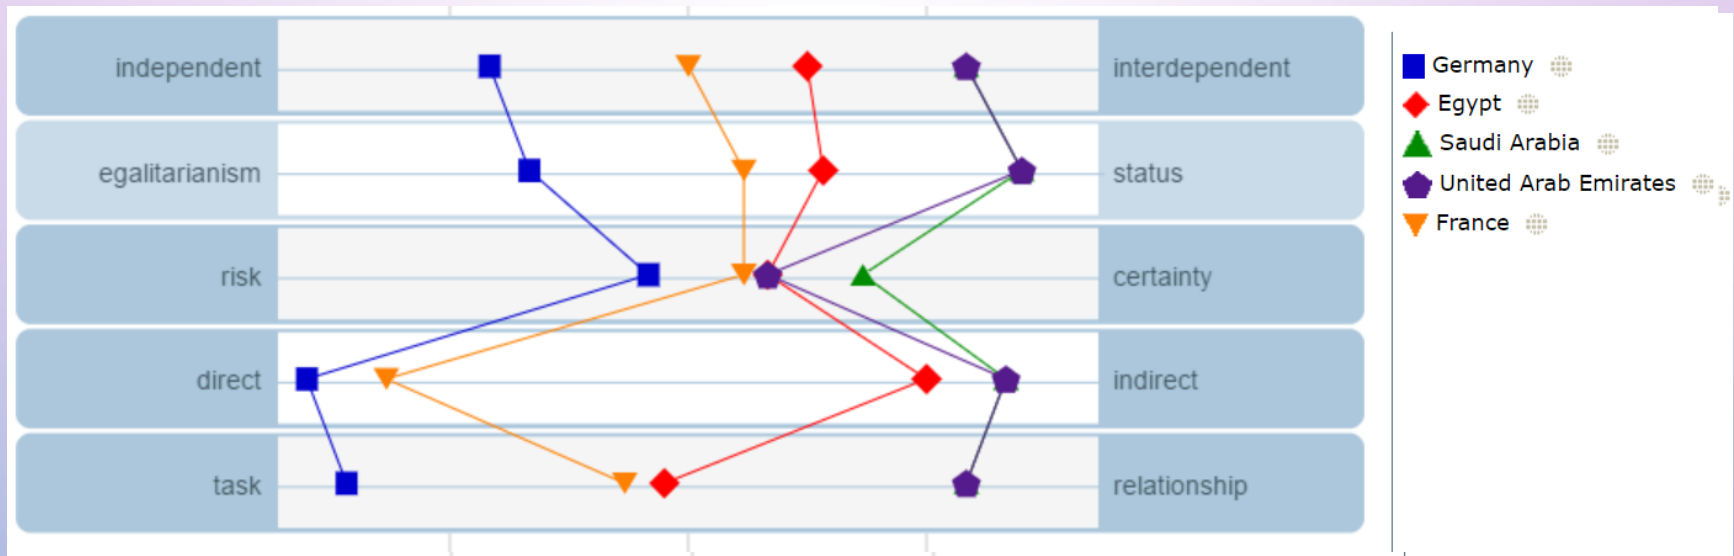 independent interdependent
egalitarianism status
risk certainty
direct indirect
task relationship
Germany
Egypt
Saudi Arabia
United Arab Emirates
France